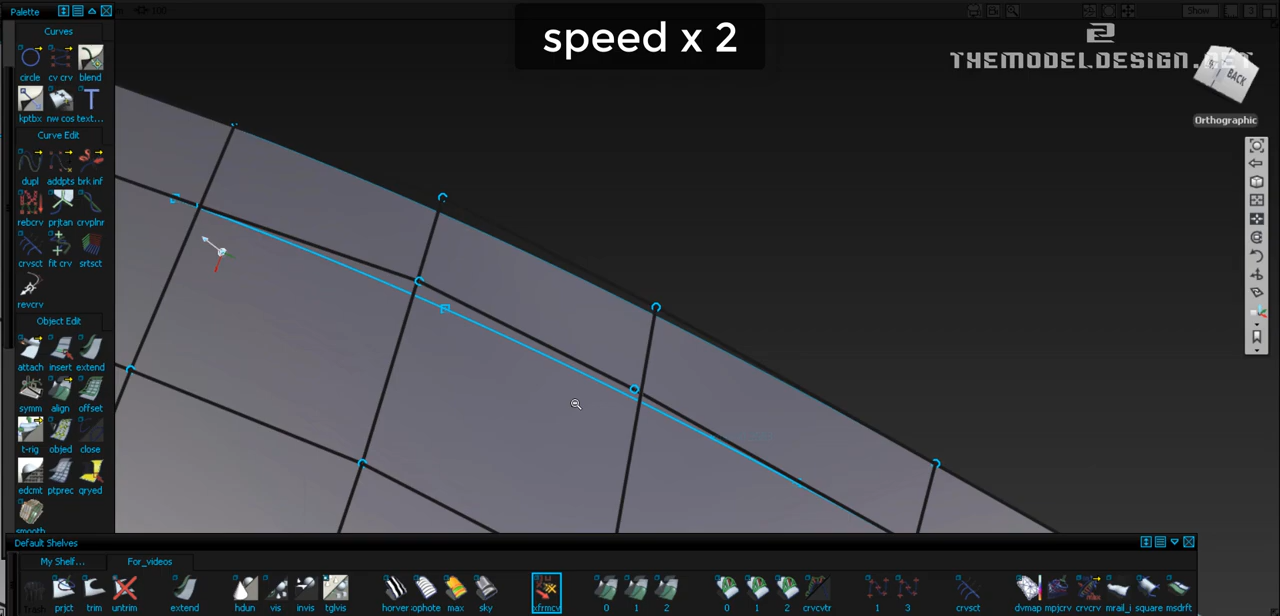 Palette
speed x 2
THEMODELDESIGN.NET
Show
BACK
Orthographic
Curves
circle cv crv blend
kptbx nw cos text...
Curve Edit
dupl addpts brk inf
rebcrv prjtan crvplnr
crvsct fit crv srtsct
revcrv
Object Edit
attach insert extend
symm align offset
t-rig objed close
edcmt ptprec qryed
smooth
Default Shelves
My Shelf... For_videos
Trash prjct trim untrim extend hdun vis invis tglvis horver max sky xfrmcv 0 1 2 0 1 2 crvcvtr 1 3 crvsct dvmap mpjcrv crvcrv mrail_i square msdrft